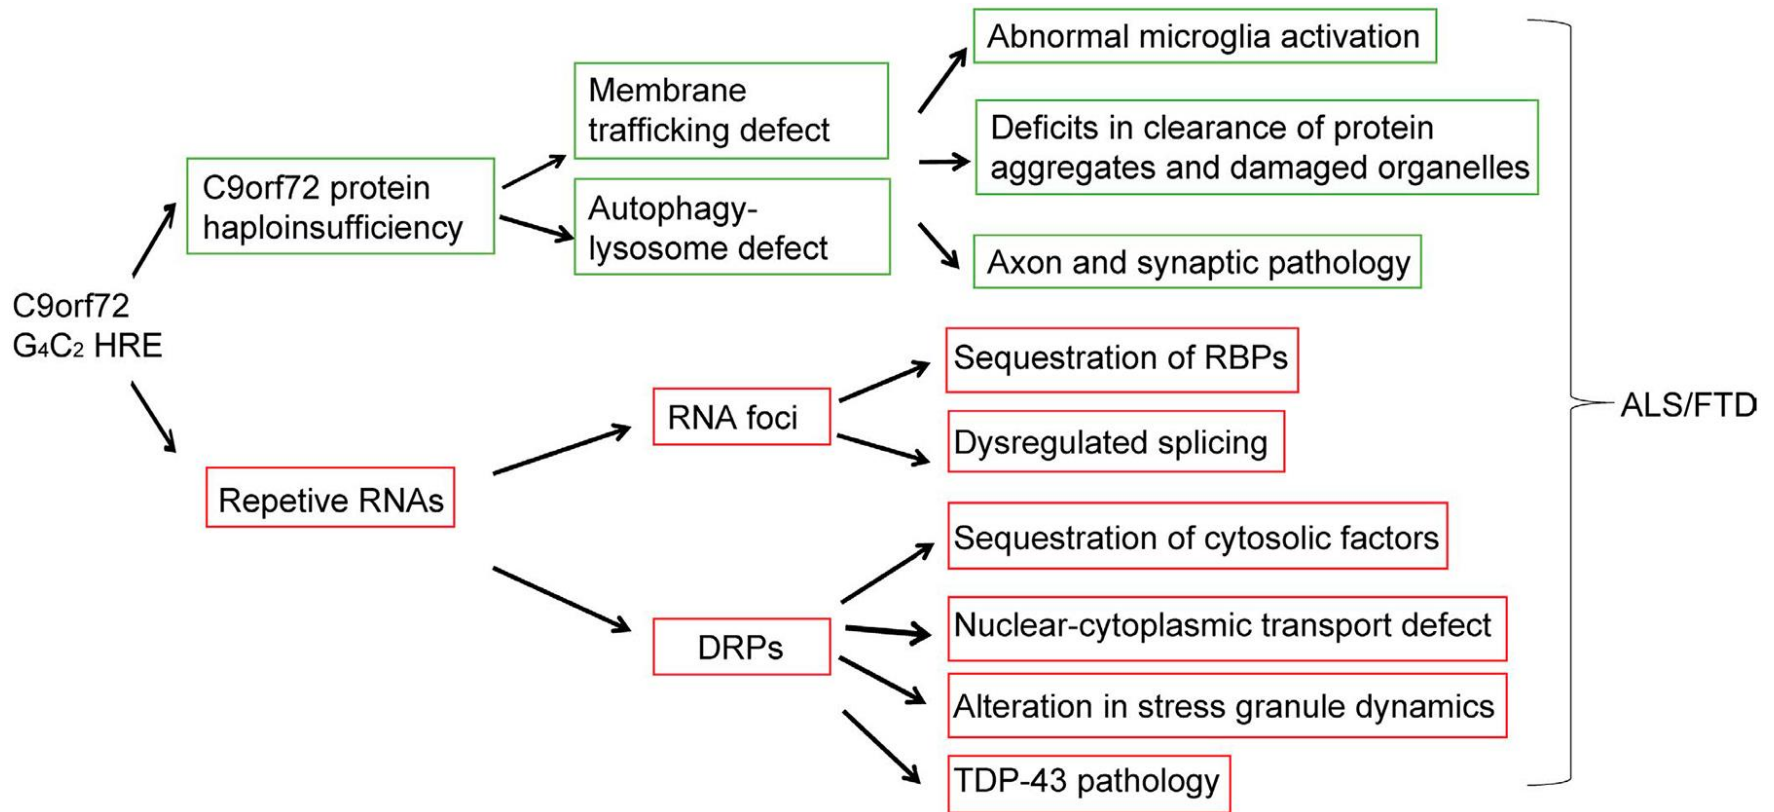 Abnormal microglia activation
Membrane
trafficking defect
Deficits in clearance of protein
aggregates and damaged organelles
C9orf72 protein
haploinsufficiency
Autophagy-
lysosome defect
Axon and synaptic pathology
C9orf72
G₄C₂ HRE
Sequestration of RBPs
RNA foci
Dysregulated splicing
ALS/FTD
Repetive RNAs
Sequestration of cytosolic factors
Nuclear-cytoplasmic transport defect
DRPs
Alteration in stress granule dynamics
TDP-43 pathology